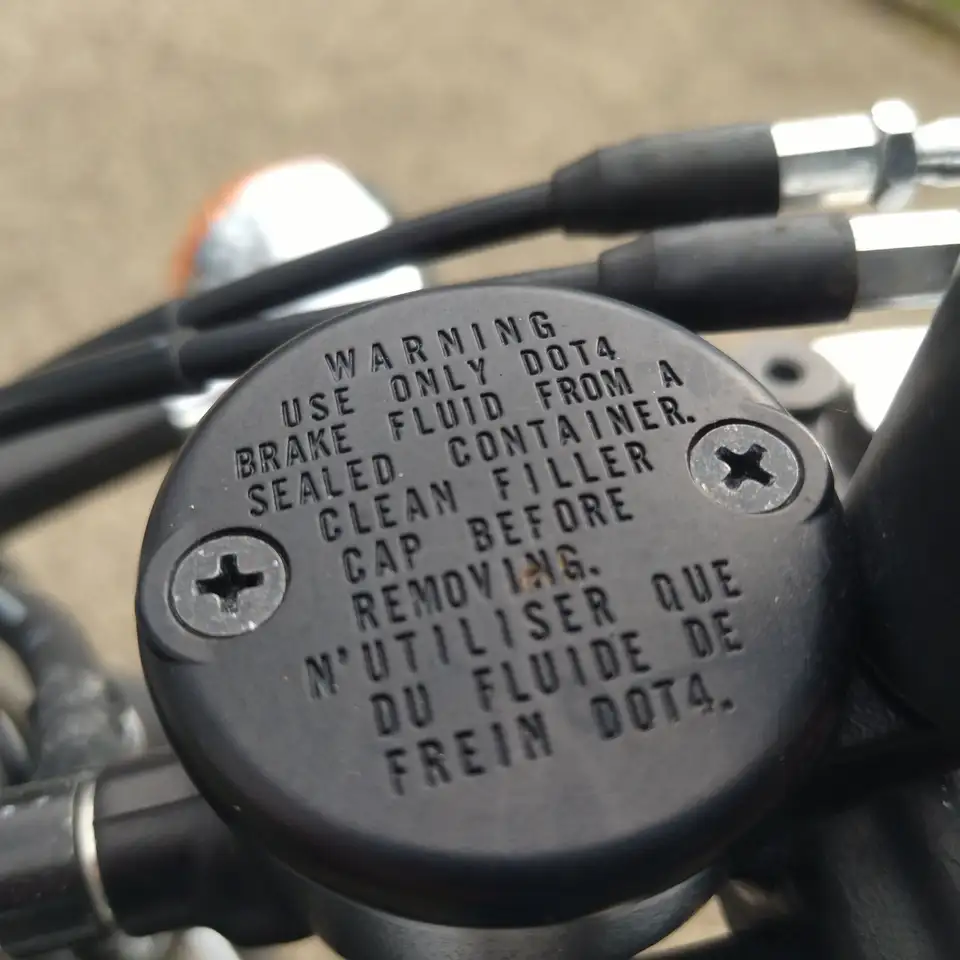 WARNING
USE ONLY DOT4
BRAKE FLUID FROM A
SEALED CONTAINER.
CLEAN FILLER
CAP BEFORE
REMOVING.
N'UTILISER QUE
DU FLUIDE DE
FREIN DOT4.